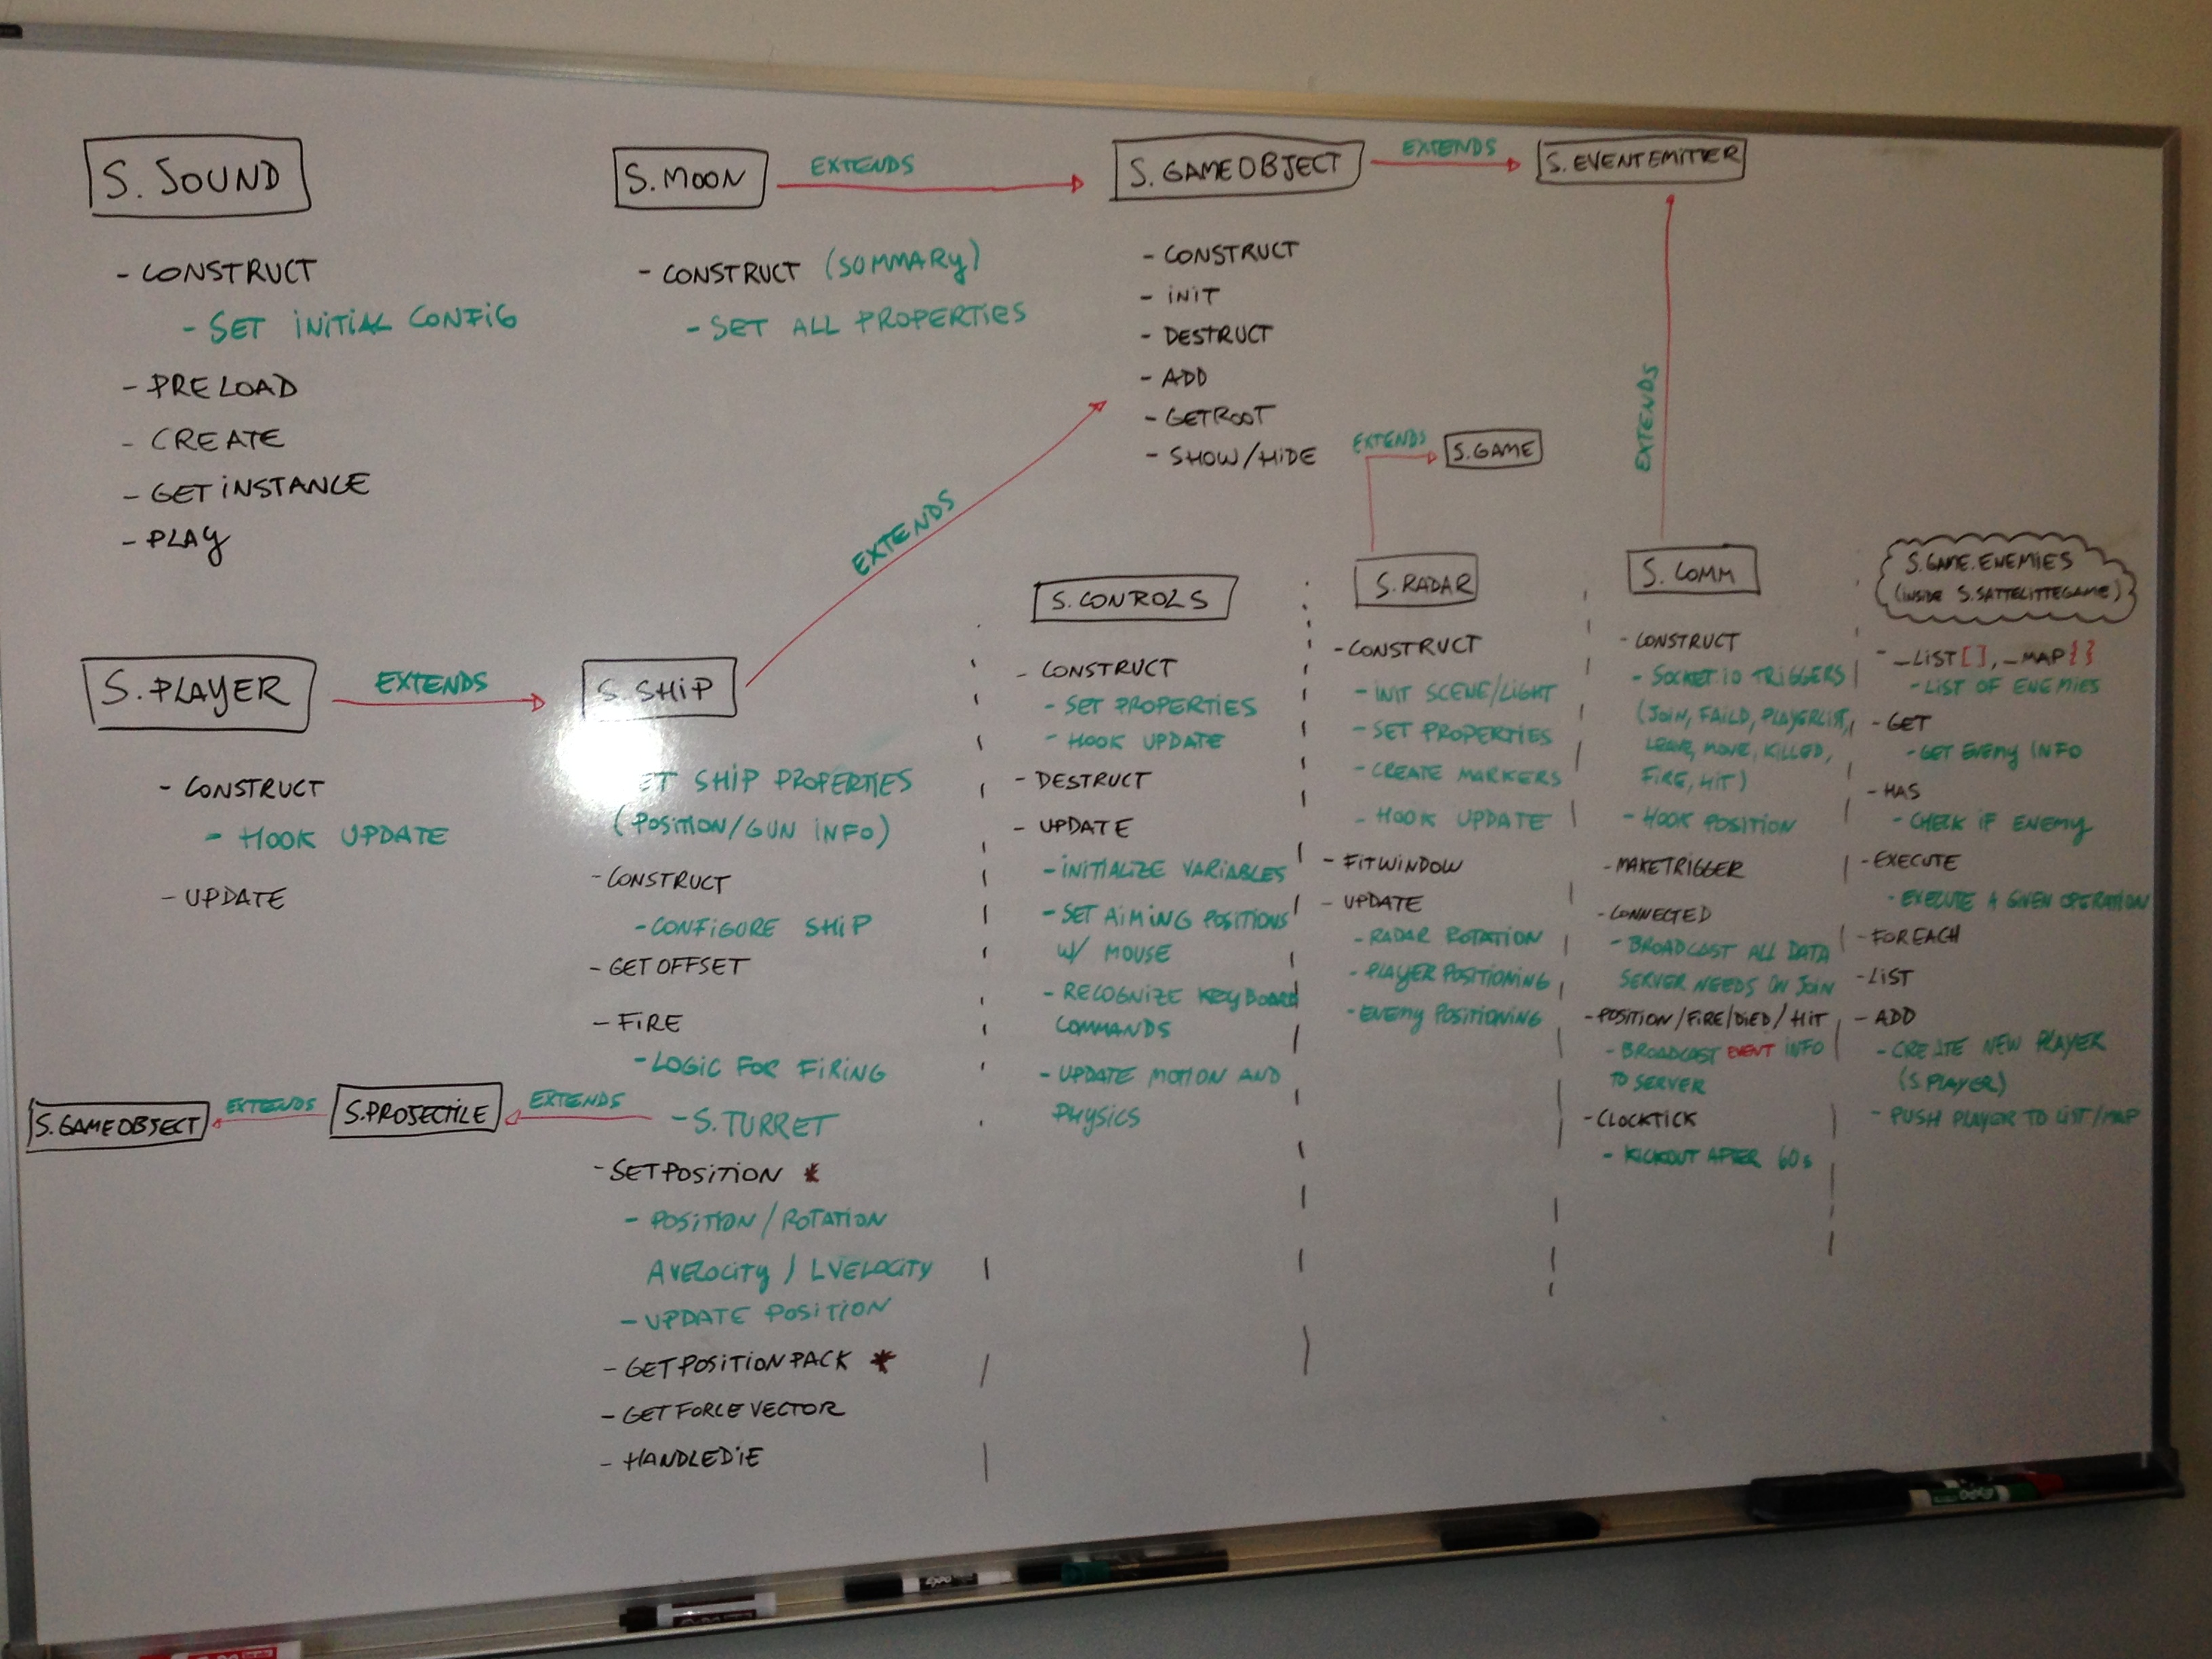 S. SOUND
- CONSTRUCT
- SET INITIAL CONFIG
- PRELOAD
- CREATE
- GETINSTANCE
- PLAY
S.MOON
EXTENDS
- CONSTRUCT (SUMMARY)
- SET ALL PROPERTIES
S.GAMEOBJECT
EXTENDS
S.EVENTEMITTER
- CONSTRUCT
- INIT
- DESTRUCT
- ADD
- GETROOT
- SHOW/HIDE
EXTENDS
S.GAME
EXTENDS
EXTENDS
S.PLAYER
EXTENDS
- CONSTRUCT
- HOOK UPDATE
- UPDATE
S.SHIP
SHIP PROPERTIES
(POSITION/GUN INFO)
- CONSTRUCT
- CONFIGURE SHIP
- GETOFFSET
- FIRE
- LOGIC FOR FIRING
- S.TURRET
EXTENDS
S.PROJECTILE
EXTENDS
S.GAMEOBJECT
- SETPOSITION *
- POSITION/ROTATION
AVELOCITY / LVELOCITY
- UPDATE POSITION
- GETPOSITIONPACK *
- GETFORCEVECTOR
- HANDLEDIE
S.CONTROLS
- CONSTRUCT
- SET PROPERTIES
- HOOK UPDATE
- DESTRUCT
- UPDATE
- INITIALIZE VARIABLES
- SET AIMING POSITIONS
W/ MOUSE
- RECOGNIZE KEYBOARD
COMMANDS
- UPDATE MOTION AND
PHYSICS
S.RADAR
- CONSTRUCT
- INIT SCENE/LIGHT
- SET PROPERTIES
- CREATE MARKERS
- HOOK UPDATE
- FITWINDOW
- UPDATE
- RADAR ROTATION
- PLAYER POSITIONING
- ENEMY POSITIONING
S. COMM
- CONSTRUCT
- SOCKET.IO TRIGGERS
(JOIN, FAILD, PLAYERLIST,
LEAVE, MOVE, KILLED,
FIRE, HIT)
- HOOK POSITION
- MAKETRIGGER
- CONNECTED
- BROADCAST ALL DATA
SERVER NEEDS ON JOIN
- POSITION/FIRE/DIED/HIT
- BROADCAST EVENT INFO
TO SERVER
- CLOCKTICK
- KICKOUT AFTER 60s
S.GAME.ENEMIES
(INSIDE S.SATTELITTEGAME)
- _LIST[], _MAP{}
- LIST OF ENEMIES
- GET
- GET ENEMY INFO
- HAS
- CHECK IF ENEMY
- EXECUTE
- EXECUTE A GIVEN OPERATION
- FOREACH
- LIST
- ADD
- CREATE NEW PLAYER
(S.PLAYER)
- PUSH PLAYER TO LIST/MAP
EXPO